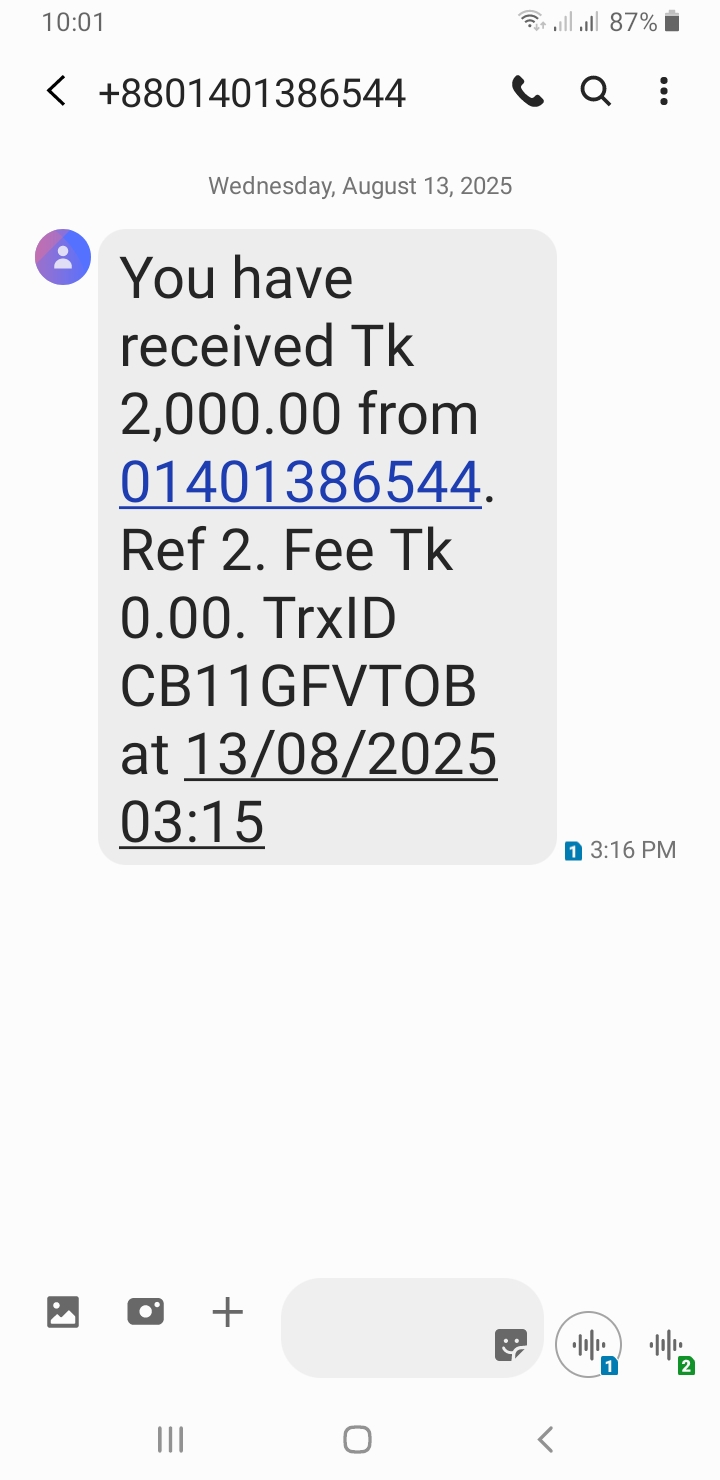 10:01 87%
+8801401386544
Wednesday, August 13, 2025
You have
received Tk
2,000.00 from
01401386544.
Ref 2. Fee Tk
0.00. TrxID
CB11GFVTOB
at 13/08/2025
03:15
1 3:16 PM
1 2